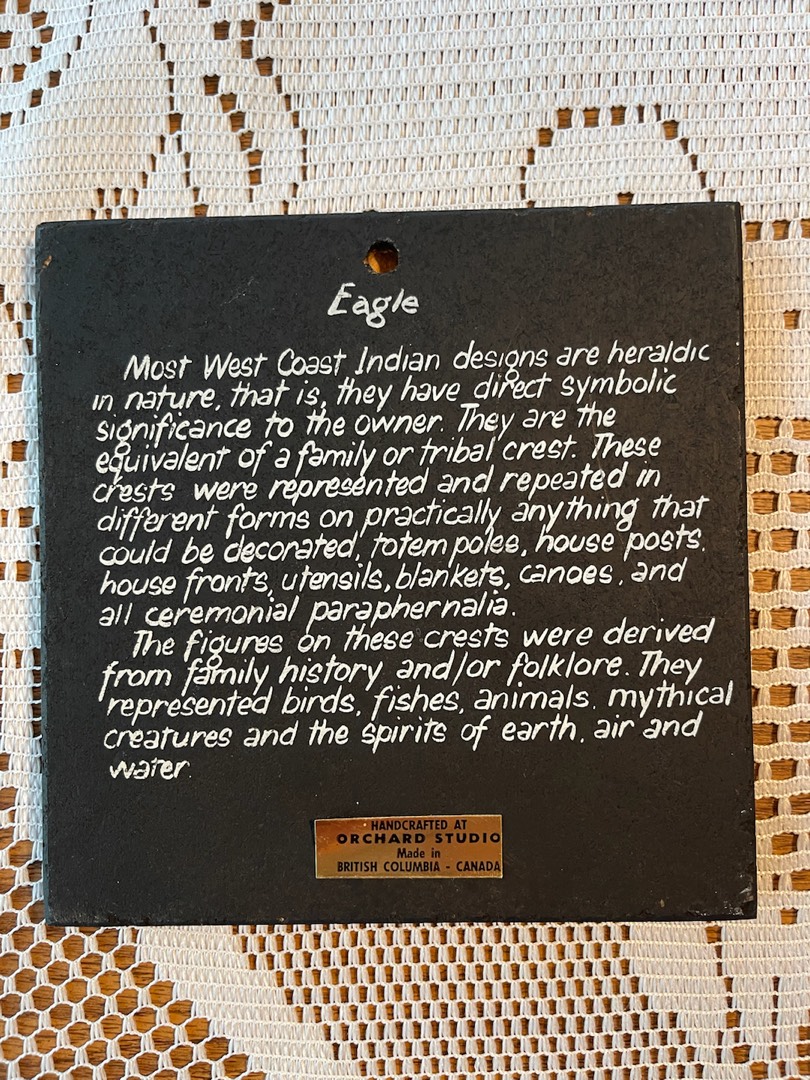 Eagle
Most West Coast Indian designs are heraldic
in nature, that is, they have direct symbolic
significance to the owner. They are the
equivalent of a family or tribal crest. These
crests were represented and repeated in
different forms on practically anything that
could be decorated, totem poles, house posts,
house fronts, utensils, blankets, canoes, and
all ceremonial paraphernalia.
The figures on these crests were derived
from family history and/or folklore. They
represented birds, fishes, animals, mythical
creatures and the spirits of earth, air and
water.
HANDCRAFTED AT
ORCHARD STUDIO
Made in
BRITISH COLUMBIA - CANADA